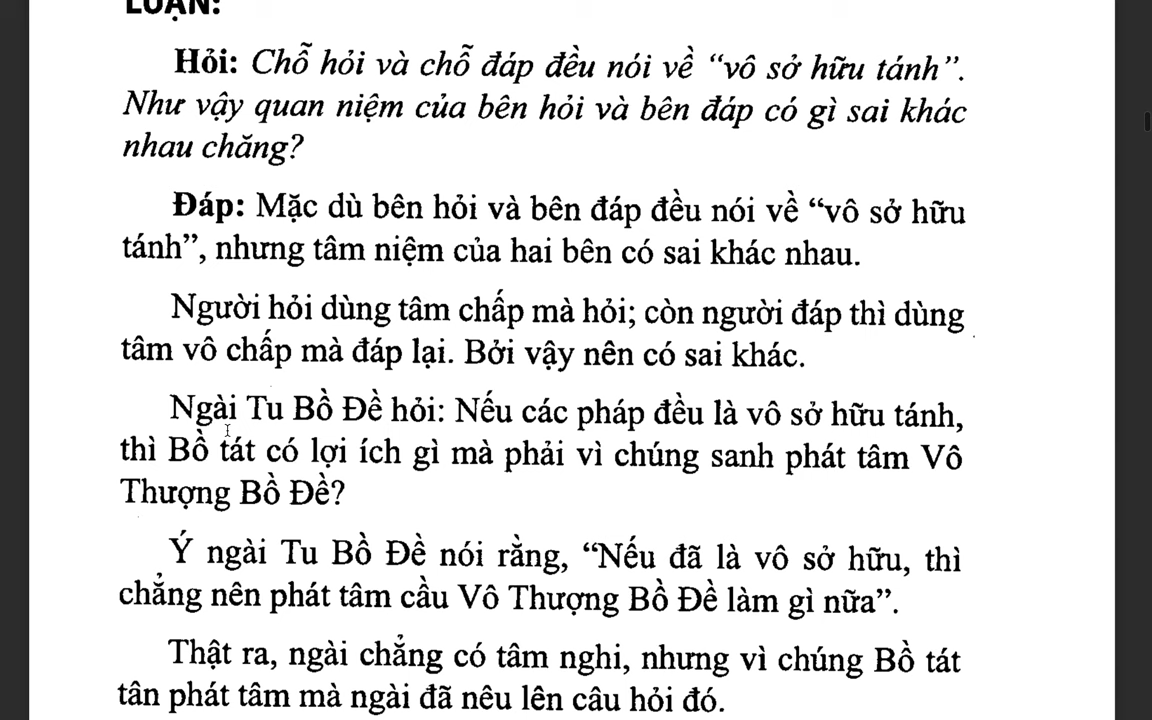 LUẬN:
Hỏi: Chỗ hỏi và chỗ đáp đều nói về “vô sở hữu tánh”.
Như vậy quan niệm của bên hỏi và bên đáp có gì sai khác
nhau chăng?
Đáp: Mặc dù bên hỏi và bên đáp đều nói về “vô sở hữu
tánh”, nhưng tâm niệm của hai bên có sai khác nhau.
Người hỏi dùng tâm chấp mà hỏi; còn người đáp thì dùng
tâm vô chấp mà đáp lại. Bởi vậy nên có sai khác.
Ngài Tu Bồ Đề hỏi: Nếu các pháp đều là vô sở hữu tánh,
thì Bồ tát có lợi ích gì mà phải vì chúng sanh phát tâm Vô
Thượng Bồ Đề?
Ý ngài Tu Bồ Đề nói rằng, “Nếu đã là vô sở hữu, thì
chẳng nên phát tâm cầu Vô Thượng Bồ Đề làm gì nữa”.
Thật ra, ngài chẳng có tâm nghi, nhưng vì chúng Bồ tát
tân phát tâm mà ngài đã nêu lên câu hỏi đó.